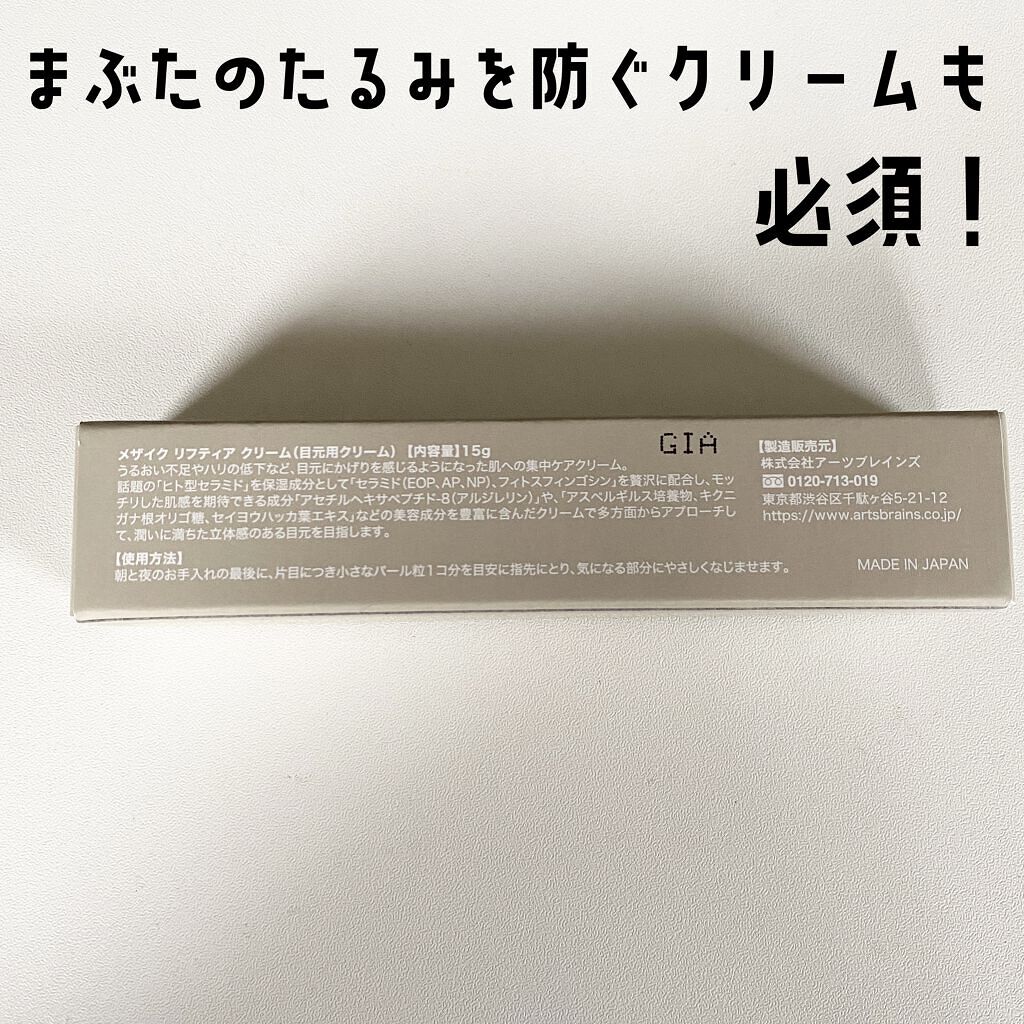 まぶたのたるみを防ぐクリームも
必須！
メザイク リフティア クリーム（目元用クリーム）【内容量】15g
うるおい不足やハリの低下など、目元にかげりを感じるようになった肌への集中ケアクリーム。
話題の「ヒト型セラミド」を保湿成分として「セラミド（EOP、AP、NP）、フィトスフィンゴシン」を贅沢に配合し、モッ
チリした肌感を期待できる成分「アセチルヘキサペプチド-8（アルジレリン）」や、「アスペルギルス培養物、キクニ
ガナ根オリゴ糖、セイヨウハッカ葉エキス」などの美容成分を豊富に含んだクリームで多方面からアプローチし
て、潤いに満ちた立体感のある目元を目指します。
【使用方法】
朝と夜のお手入れの最後に、片目につき小さなパール粒1コ分を目安に指先にとり、気になる部分にやさしくなじませます。
GIA
【製造販売元】
株式会社アーツブレインズ
0120-713-019
東京都渋谷区千駄ヶ谷5-21-12
https://www.artsbrains.co.jp/
MADE IN JAPAN